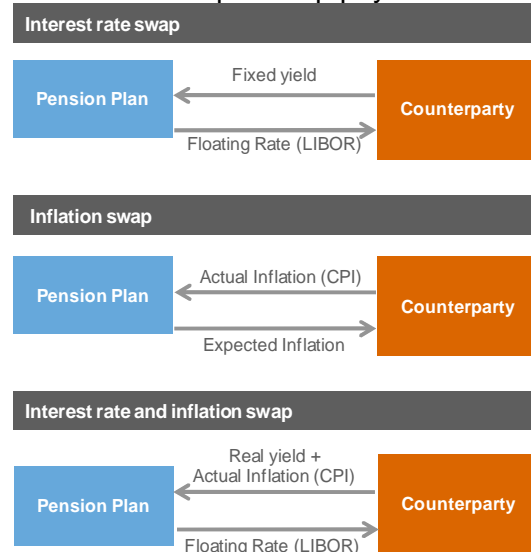 Interest rate swap
Fixed yield
Pension Plan
Counterparty
Floating Rate (LIBOR)
Inflation swap
Actual Inflation (CPI)
Pension Plan
Counterparty
Expected Inflation
Interest rate and inflation swap
Real yield +
Actual Inflation (CPI)
Pension Plan
Counterparty
Floating Rate (LIBOR)